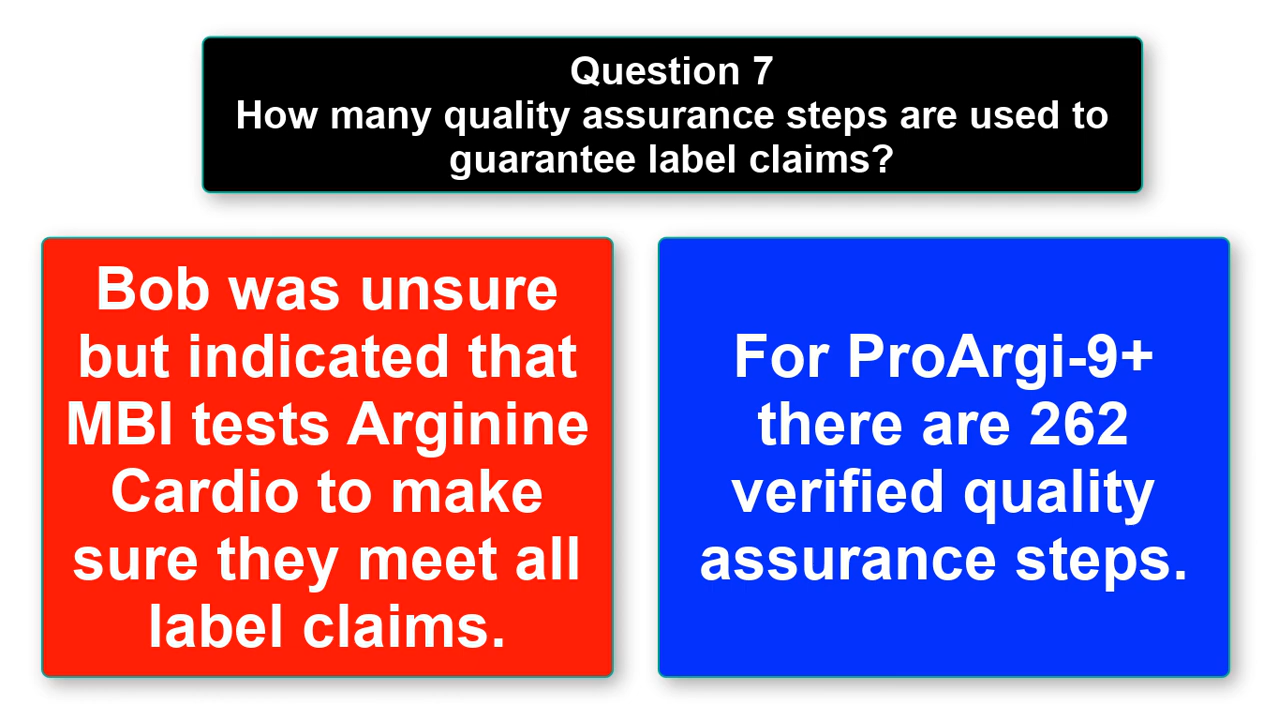 Question 7
How many quality assurance steps are used to
guarantee label claims?
Bob was unsure
but indicated that
MBI tests Arginine
Cardio to make
sure they meet all
label claims.
For ProArgi-9+
there are 262
verified quality
assurance steps.